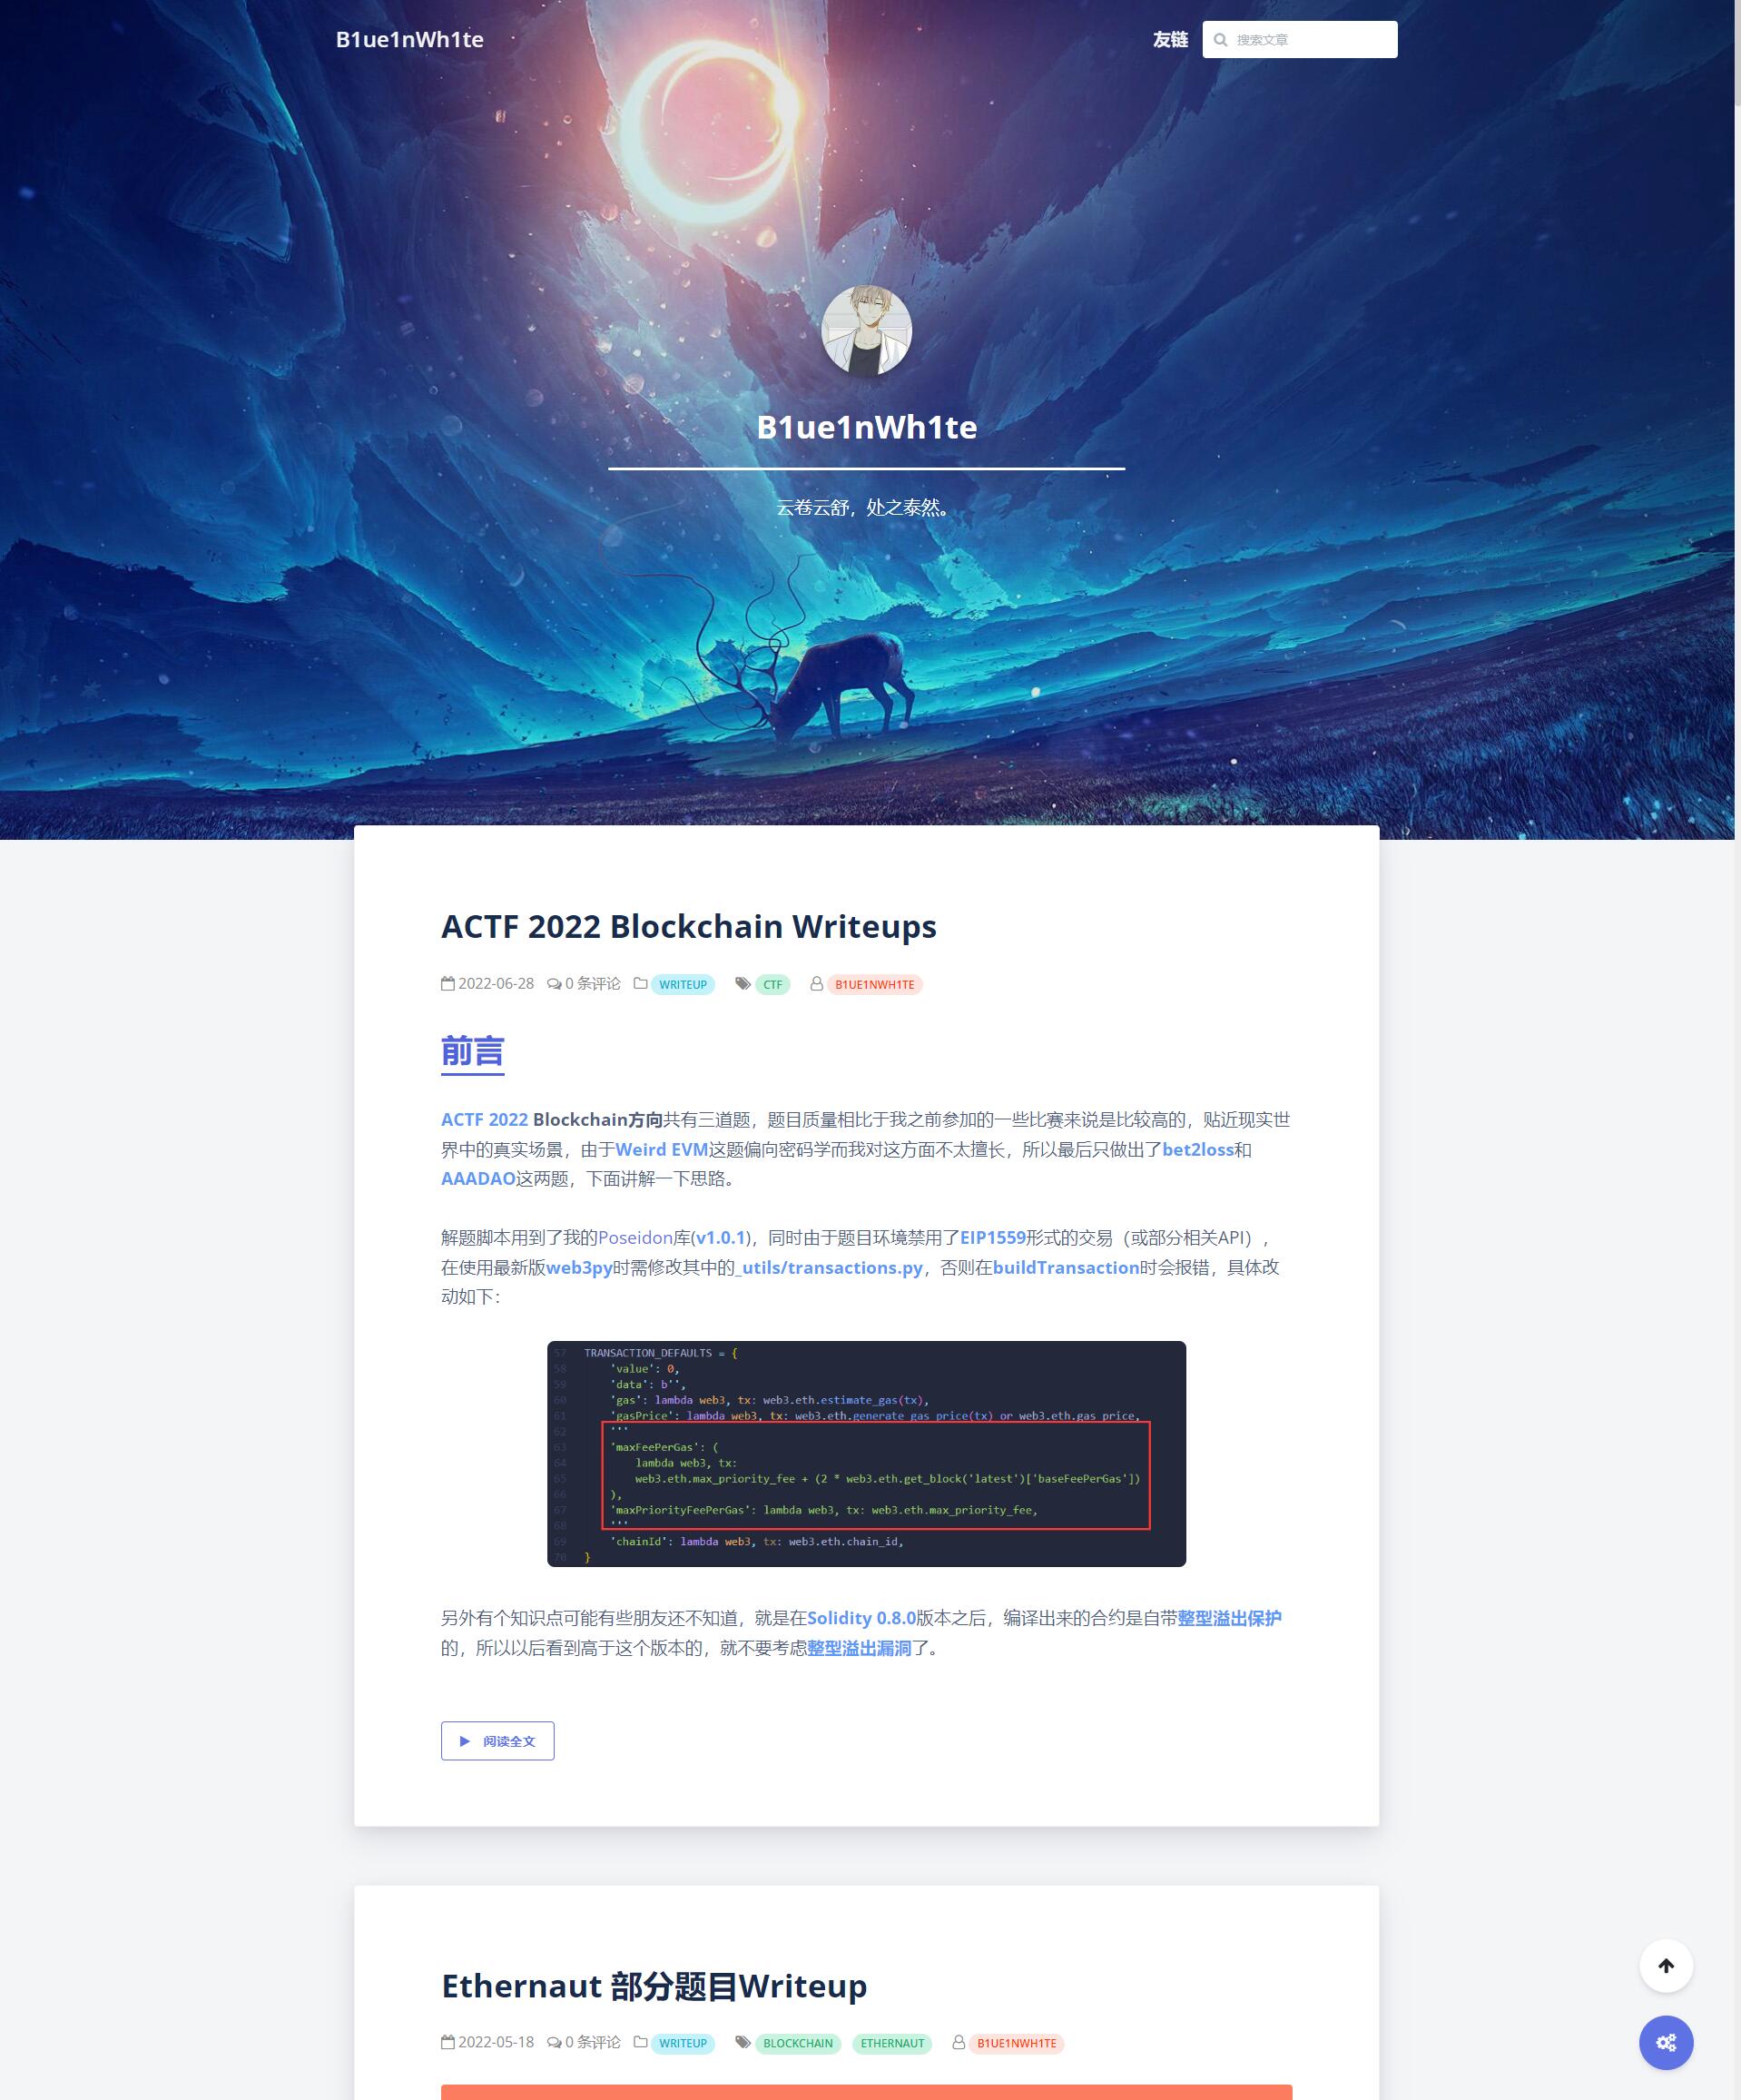 B1ue1nWh1te
友链
搜索文章
B1ue1nWh1te
云卷云舒，处之泰然。
ACTF 2022 Blockchain Writeups
2022-06-28 0 条评论 WRITEUP CTF B1UE1NWH1TE
前言
ACTF 2022 Blockchain方向共有三道题，题目质量相比于我之前参加的一些比赛来说是比较高的，贴近现实世
界中的真实场景，由于Weird EVM这题偏向密码学而我对这方面不太擅长，所以最后只做出了bet2loss和
AAADAO这两题，下面讲解一下思路。
解题脚本用到了我的Poseidon库(v1.0.1)，同时由于题目环境禁用了EIP1559形式的交易（或部分相关API），
在使用最新版web3py时需修改其中的_utils/transactions.py，否则在buildTransaction时会报错，具体改
动如下：
57 TRANSACTION_DEFAULTS = {
58 'value': 0,
59 'data': b'',
60 'gas': lambda web3, tx: web3.eth.estimate_gas(tx),
61 'gasPrice': lambda web3, tx: web3.eth.generate_gas_price(tx) or web3.eth.gas_price,
62 '''
63 'maxFeePerGas': (
64 lambda web3, tx:
65 web3.eth.max_priority_fee + (2 * web3.eth.get_block('latest')['baseFeePerGas'])
66 ),
67 'maxPriorityFeePerGas': lambda web3, tx: web3.eth.max_priority_fee,
68 '''
69 'chainId': lambda web3, tx: web3.eth.chain_id,
70 }
另外有个知识点可能有些朋友还不知道，就是在Solidity 0.8.0版本之后，编译出来的合约是自带整型溢出保护
的，所以以后看到高于这个版本的，就不要考虑整型溢出漏洞了。
阅读全文
Ethernaut 部分题目Writeup
2022-05-18 0 条评论 WRITEUP BLOCKCHAIN ETHERNAUT B1UE1NWH1TE